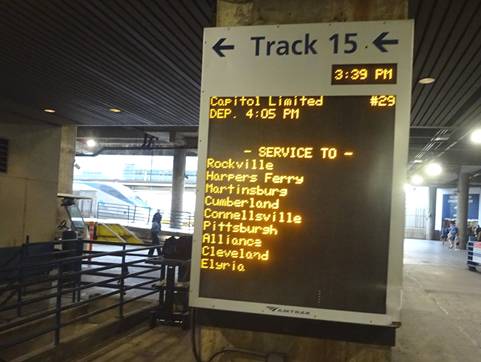 ← Track 15 ←
3:39 PM
Capitol Limited #29
DEP. 4:05 PM
- SERVICE TO -
Rockville
Harpers Ferry
Martinsburg
Cumberland
Connellsville
Pittsburgh
Alliance
Cleveland
Elyria
AMTRAK